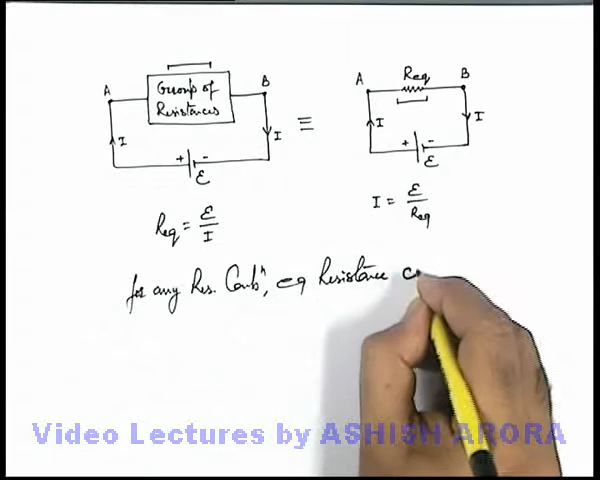 A
Group of
Resistances
B
I
I
+ -
ε
≡
A
Req
B
I
I
+ -
ε
Req = ε/I
I = ε/Req
for any Res. Combⁿ, eq Resistance c
Video Lectures by ASHISH ARORA